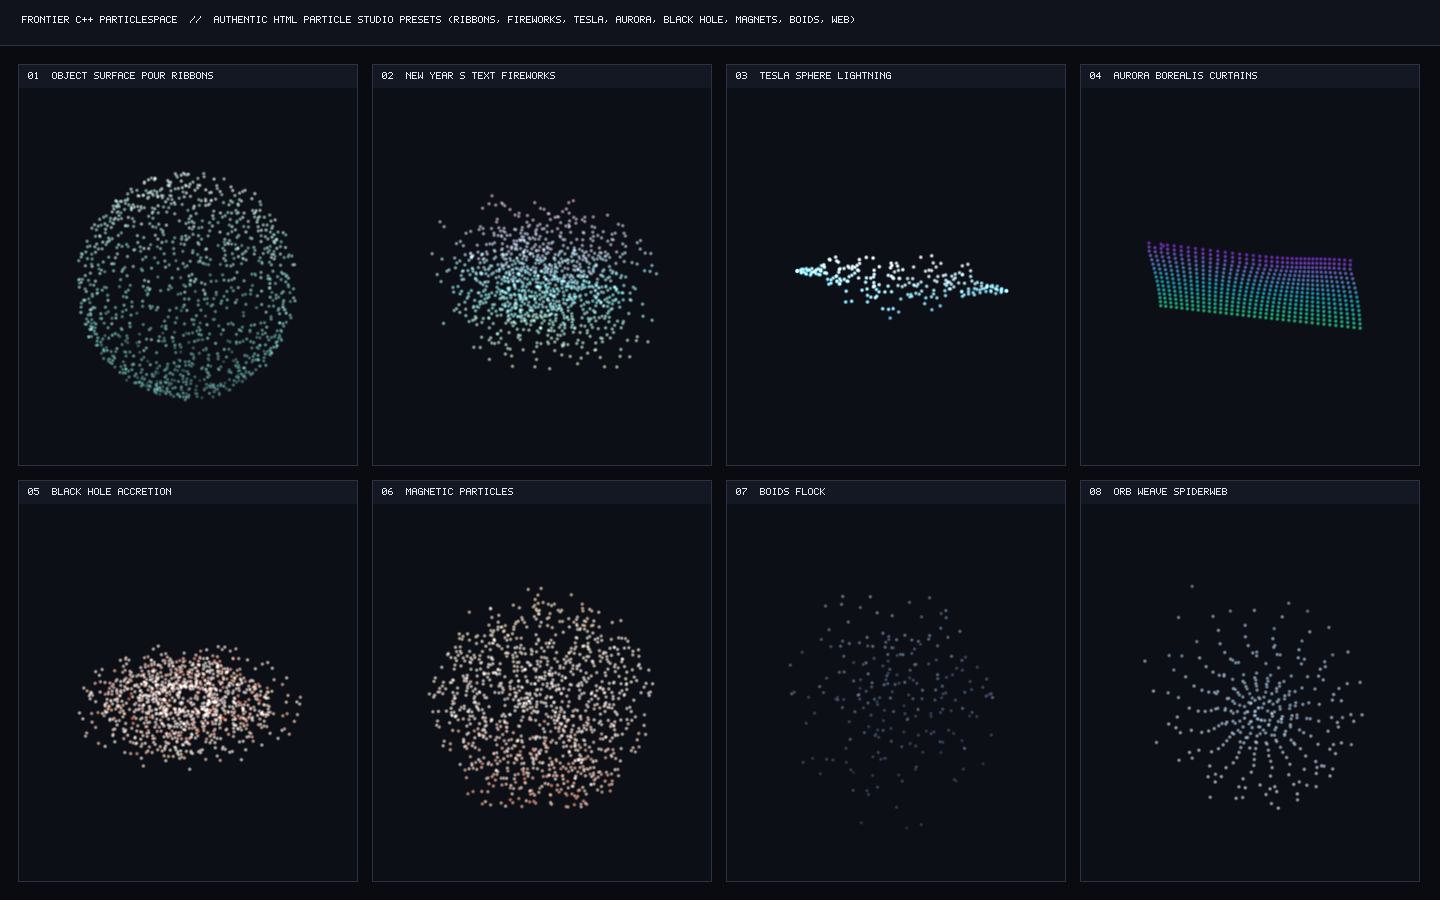 FRONTIER C++ PARTICLESPACE // AUTHENTIC HTML PARTICLE STUDIO PRESETS (RIBBONS, FIREWORKS, TESLA, AURORA, BLACK HOLE, MAGNETS, BOIDS, WEB)
01 OBJECT SURFACE POUR RIBBONS
02 NEW YEAR S TEXT FIREWORKS
03 TESLA SPHERE LIGHTNING
04 AURORA BOREALIS CURTAINS
05 BLACK HOLE ACCRETION
06 MAGNETIC PARTICLES
07 BOIDS FLOCK
08 ORB WEAVE SPIDERWEB